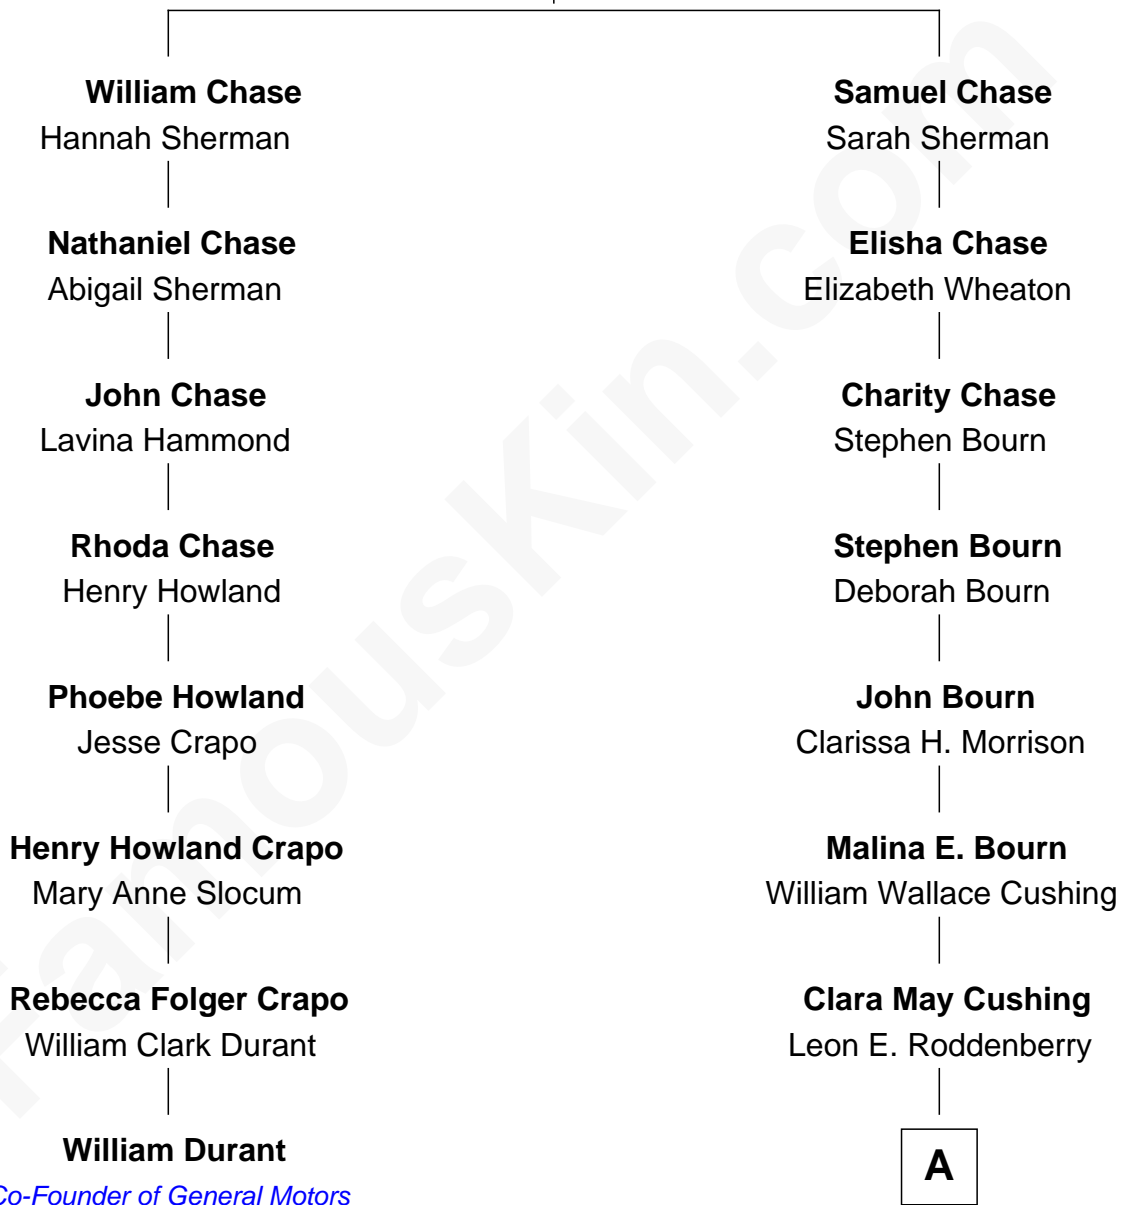 William Chase
Hannah Sherman
Samuel Chase
Sarah Sherman
Nathaniel Chase
Abigail Sherman
Elisha Chase
Elizabeth Wheaton
John Chase
Lavina Hammond
Charity Chase
Stephen Bourn
Rhoda Chase
Henry Howland
Stephen Bourn
Deborah Bourn
Phoebe Howland
Jesse Crapo
John Bourn
Clarissa H. Morrison
Henry Howland Crapo
Mary Anne Slocum
Malina E. Bourn
William Wallace Cushing
Rebecca Folger Crapo
William Clark Durant
Clara May Cushing
Leon E. Roddenberry
William Durant
Co-Founder of General Motors
A
FamousKin.com